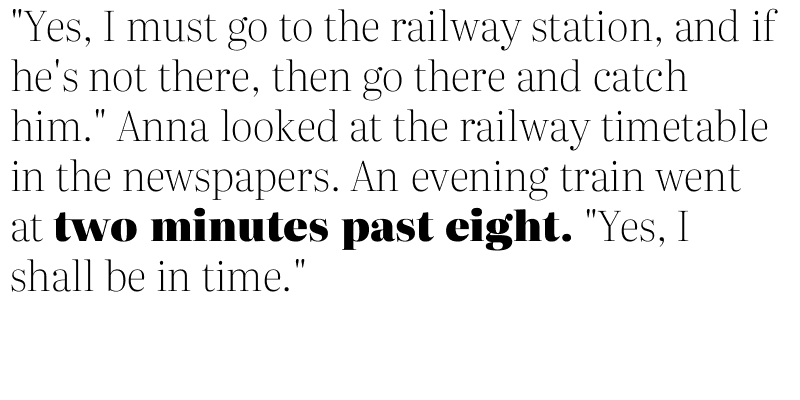 "Yes, I must go to the railway station, and if
he's not there, then go there and catch
him." Anna looked at the railway timetable
in the newspapers. An evening train went
at two minutes past eight. "Yes, I
shall be in time."